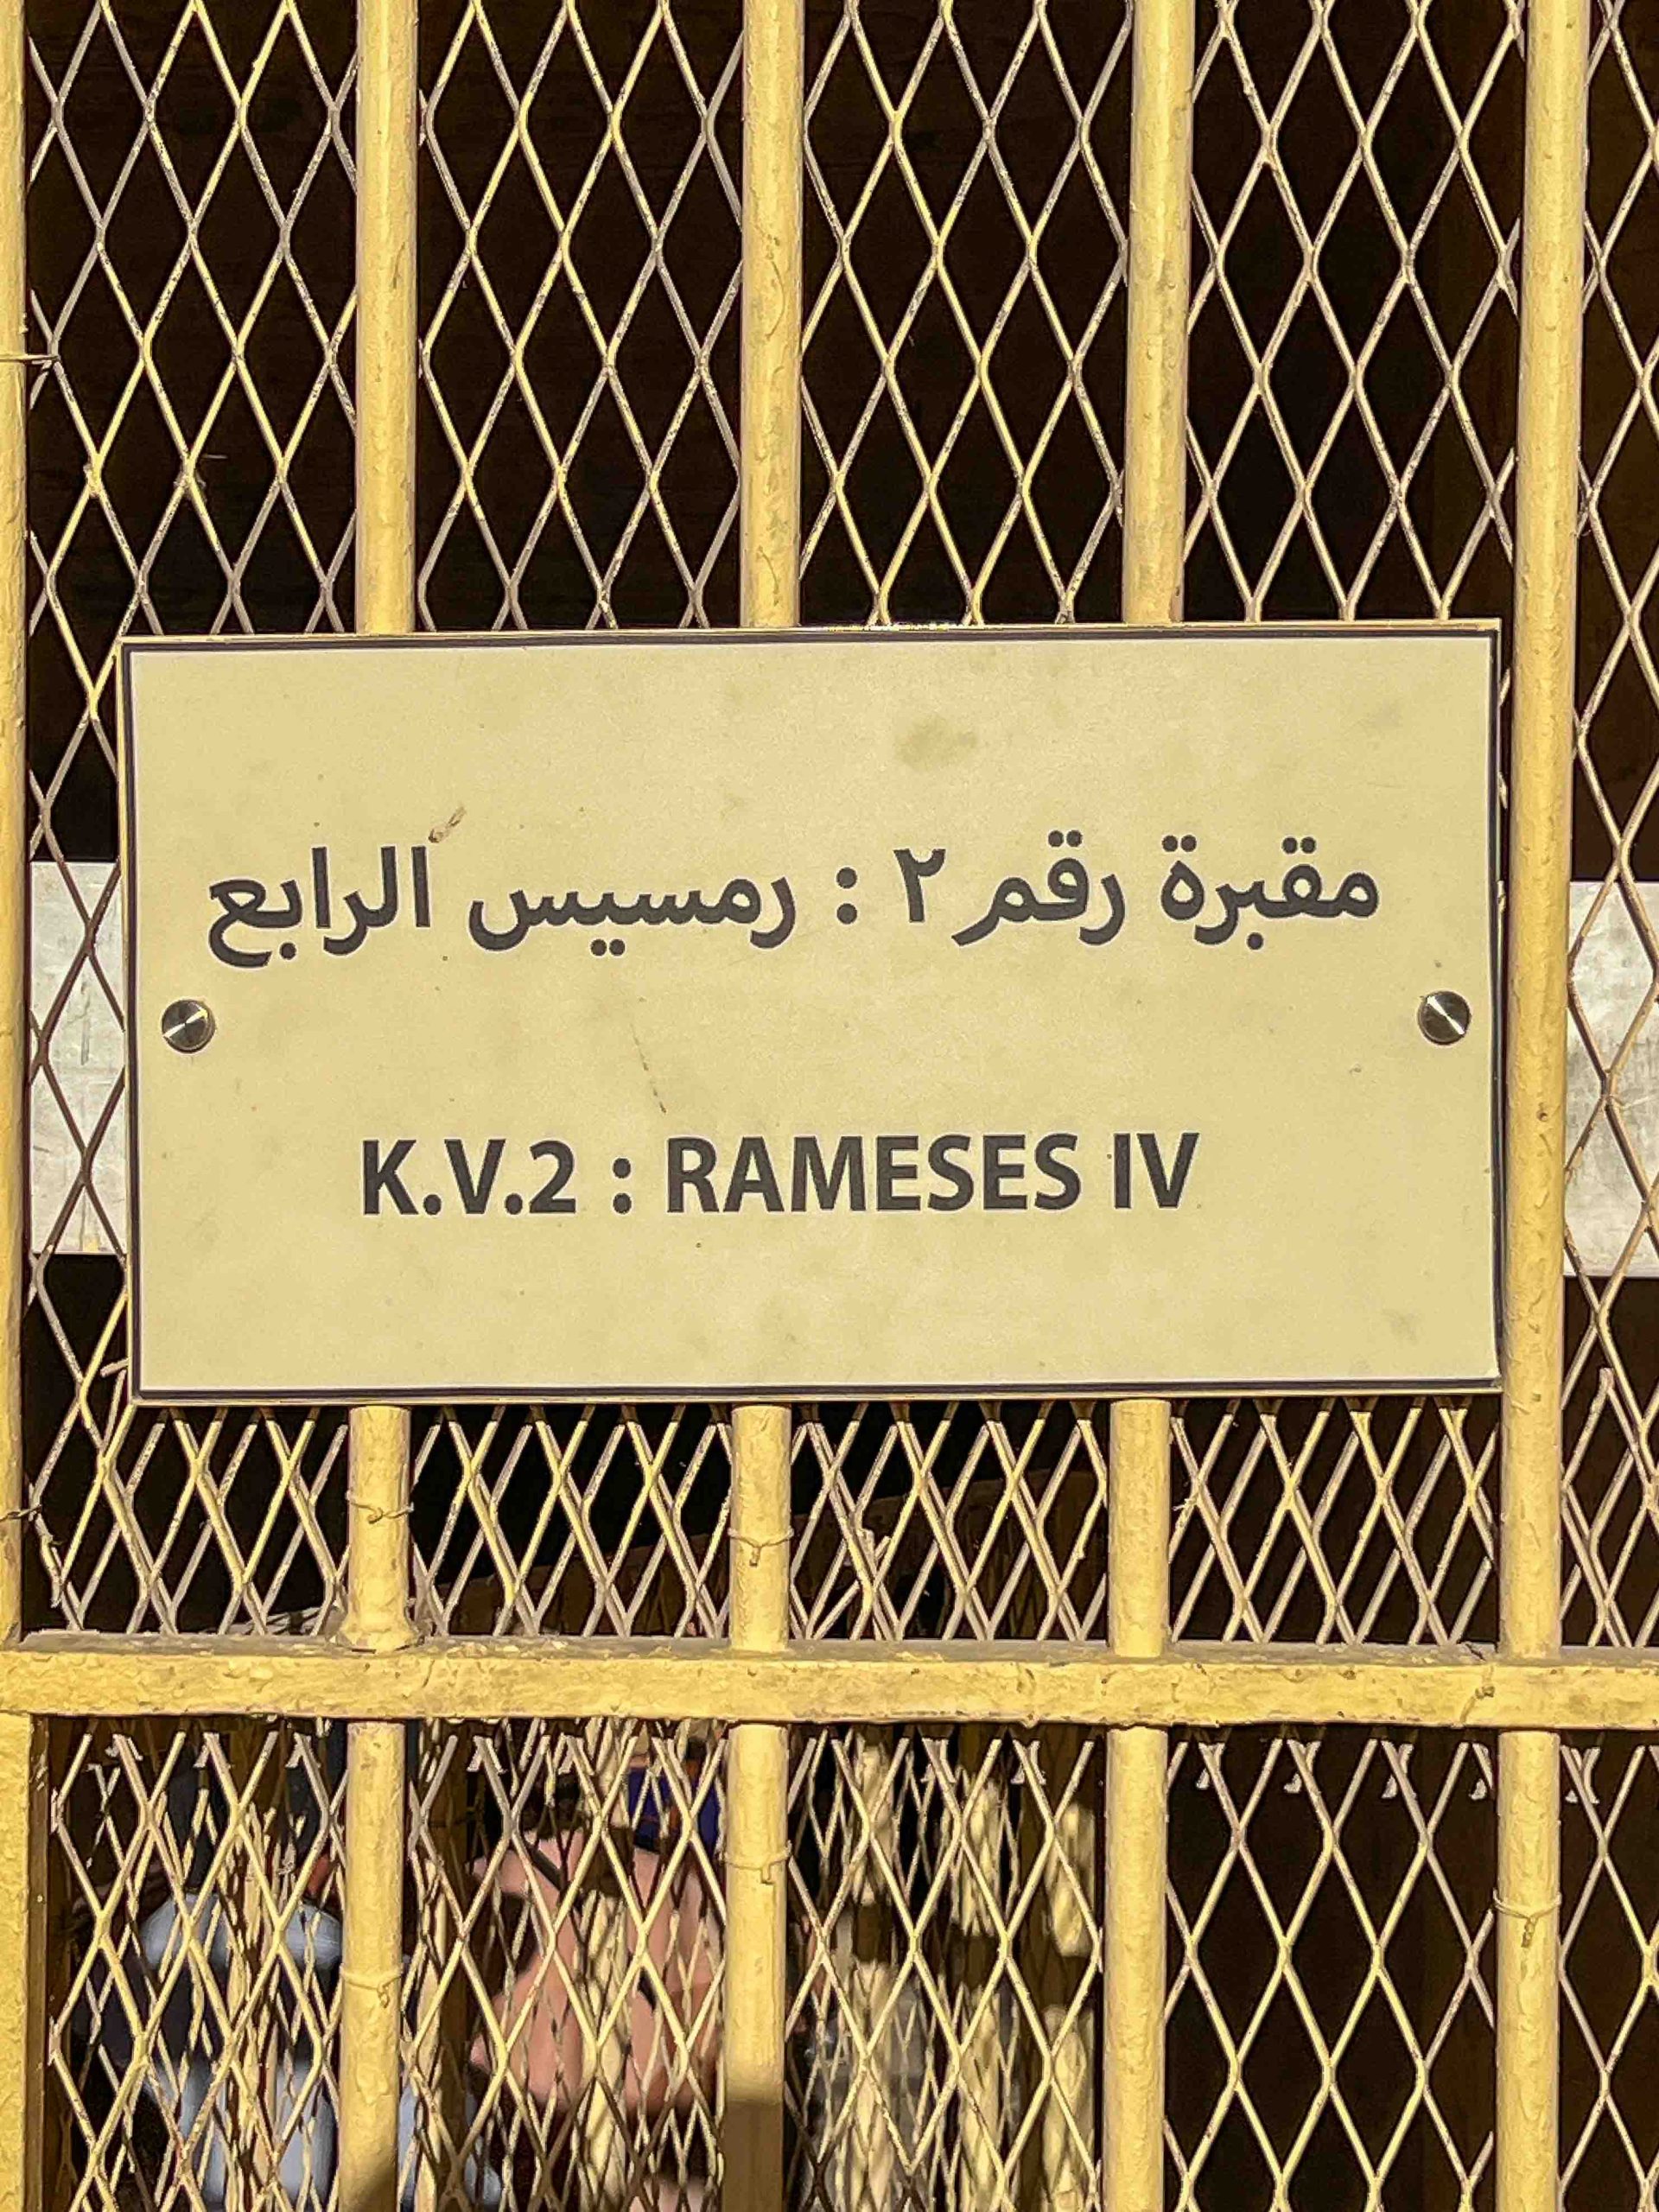 مقبرة رقم ٢ : رمسيس الرابع
K.V.2 : RAMESES IV